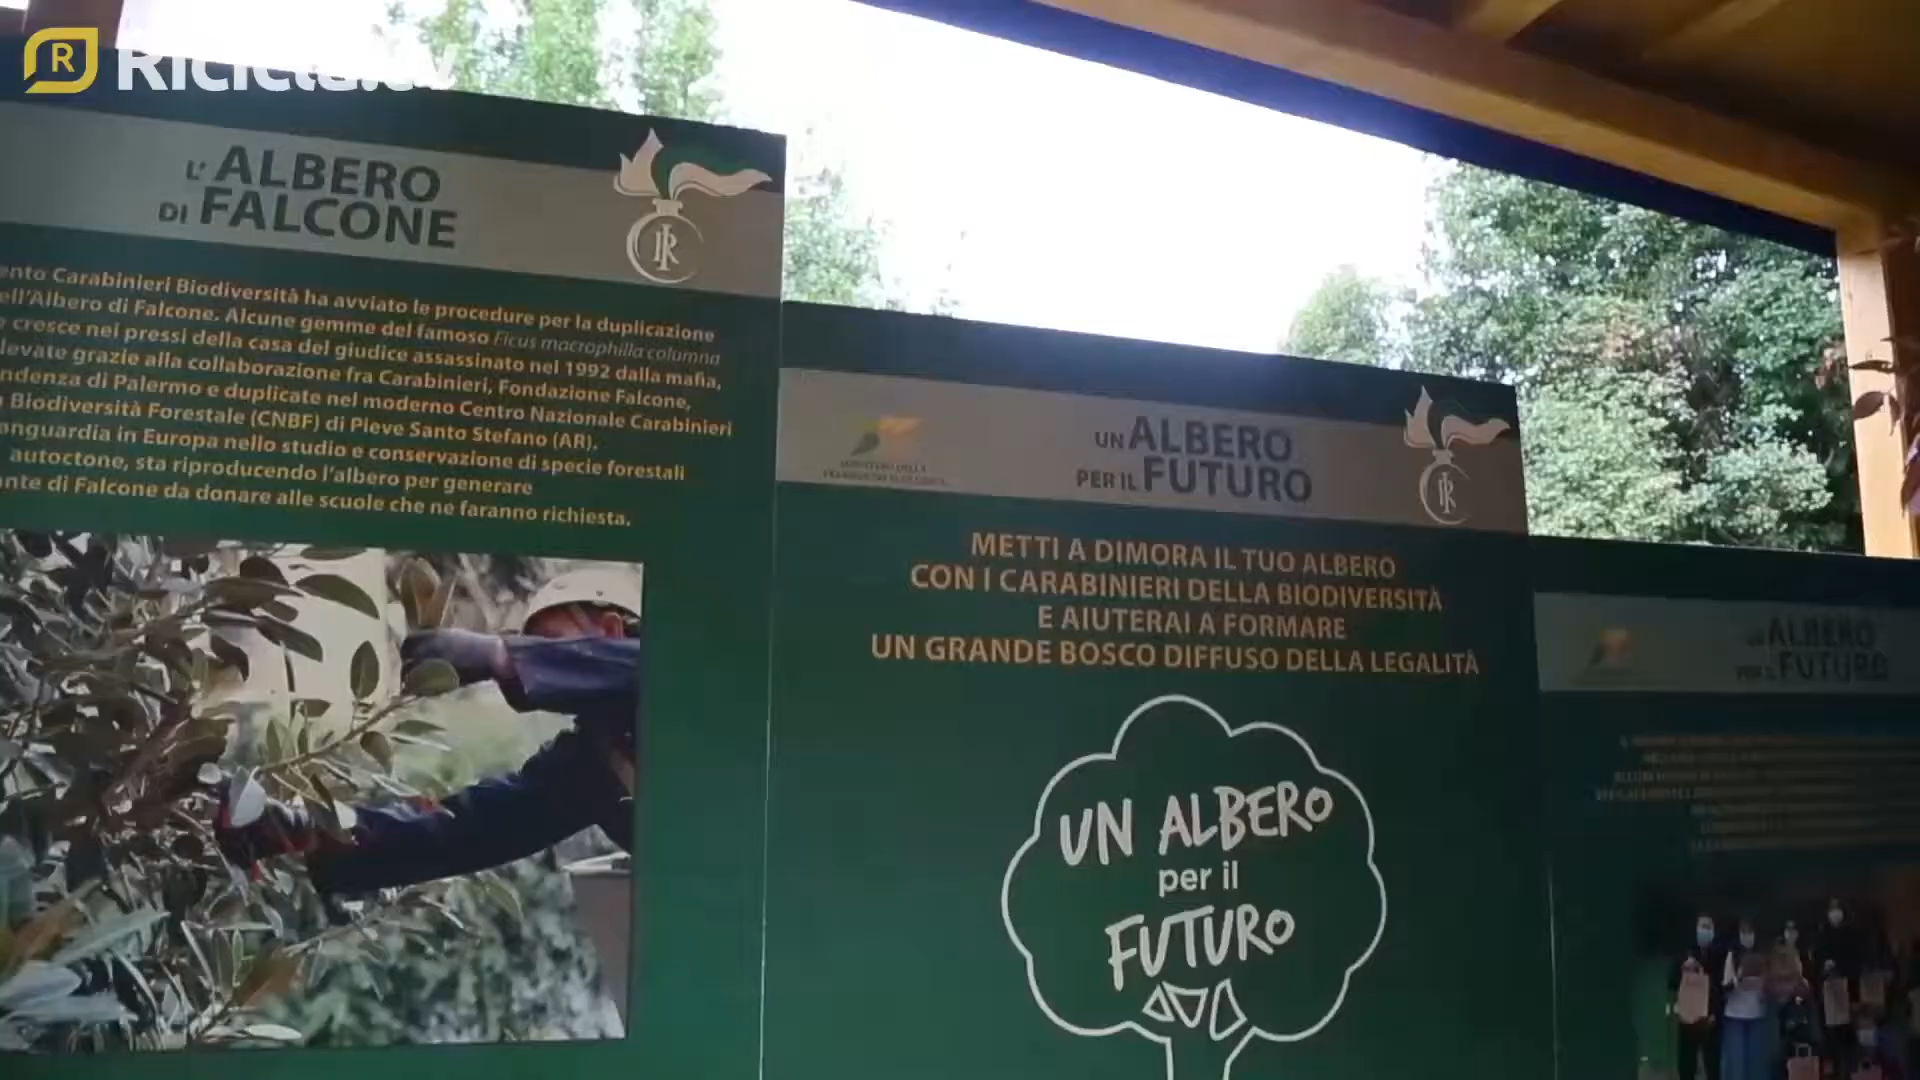 R Ricicla.tv
L'ALBERO
DI FALCONE
ento Carabinieri Biodiversità ha avviato le procedure per la duplicazione
ell'Albero di Falcone. Alcune gemme del famoso Ficus macrophilla columna
cresce nei pressi della casa del giudice assassinato nel 1992 dalla mafia,
levate grazie alla collaborazione fra Carabinieri, Fondazione Falcone,
ndenza di Palermo e duplicate nel moderno Centro Nazionale Carabinieri
Biodiversità Forestale (CNBF) di Pieve Santo Stefano (AR).
anguardia in Europa nello studio e conservazione di specie forestali
autoctone, sta riproducendo l'albero per generare
ante di Falcone da donare alle scuole che ne faranno richiesta.
UN ALBERO
PER IL FUTURO
METTI A DIMORA IL TUO ALBERO
CON I CARABINIERI DELLA BIODIVERSITÀ
E AIUTERAI A FORMARE
UN GRANDE BOSCO DIFFUSO DELLA LEGALITÀ
UN ALBERO
per il
FUTURO
UN ALBERO
PER IL FUTURO